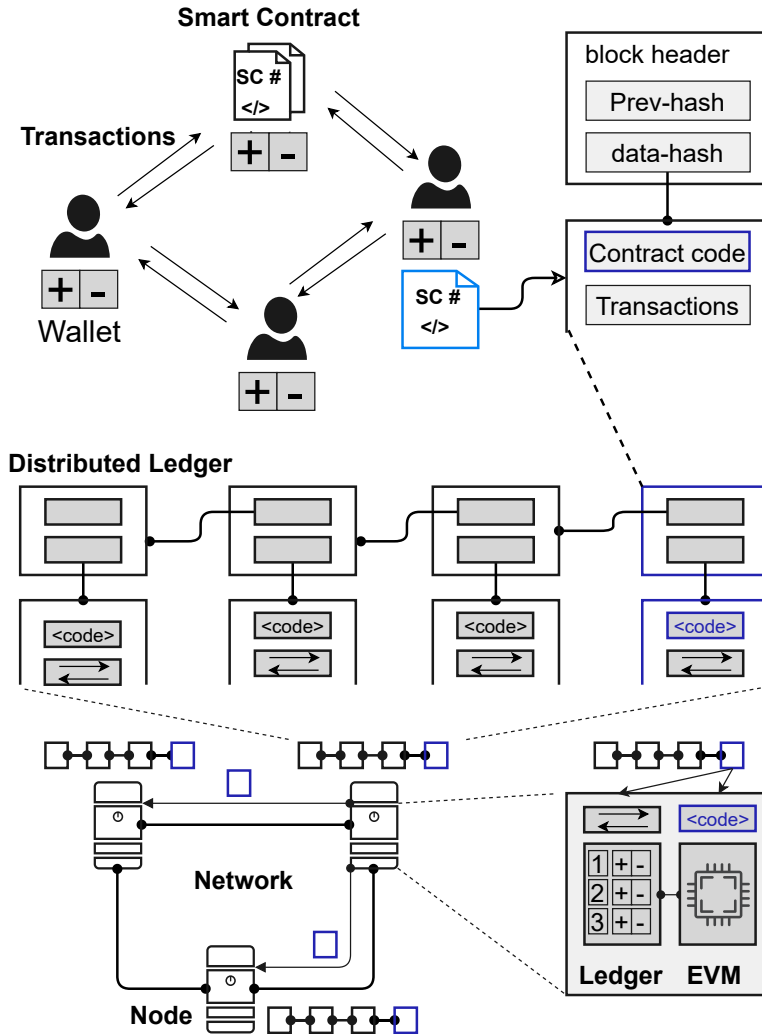 Smart Contract
SC #
</>
+ -
Transactions
+ -
Wallet
+ -
+ -
SC #
</>
block header
Prev-hash
data-hash
Contract code
Transactions
Distributed Ledger
<code>
<code>
<code>
<code>
Network
Node
<code>
1 + -
2 + -
3 + -
Ledger
EVM